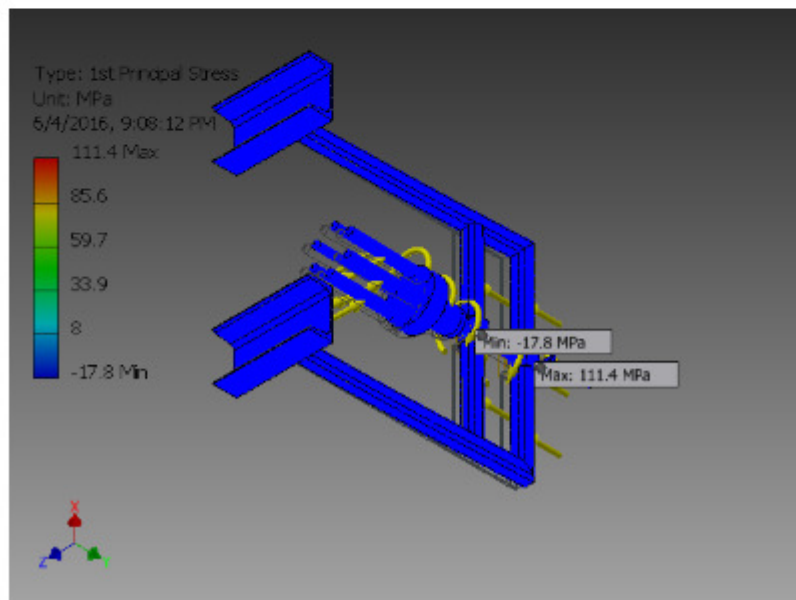 Type: 1st Principal Stress
Unit: MPa
6/4/2016, 9:08:12 PM
111.4 Max
85.6
59.7
33.9
8
-17.8 Min
Min: -17.8 MPa
Max: 111.4 MPa
X
Z
Y